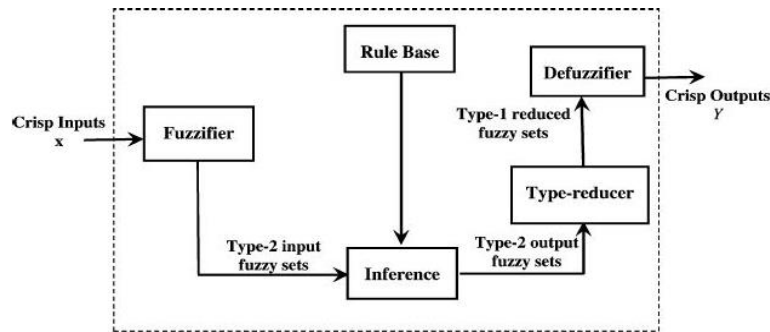 Rule Base
Defuzzifier
Crisp Outputs
Y
Crisp Inputs
x
Fuzzifier
Type-1 reduced
fuzzy sets
Type-reducer
Type-2 input
fuzzy sets
Inference
Type-2 output
fuzzy sets